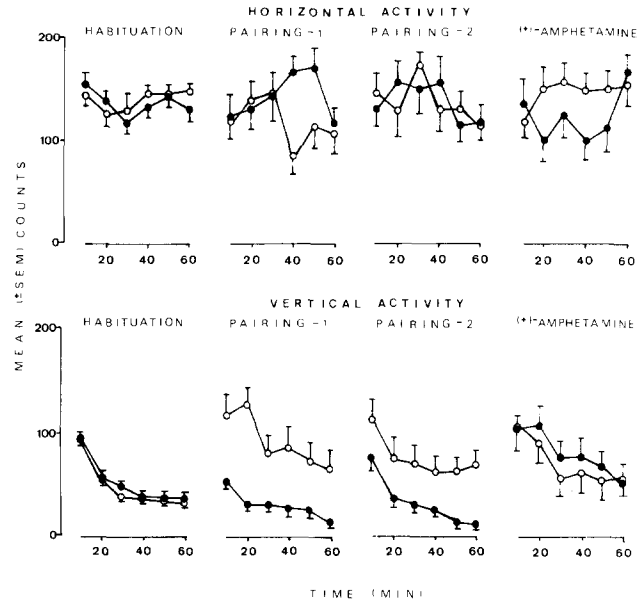 HORIZONTAL ACTIVITY
HABITUATION PAIRING-1 PAIRING-2 (+)-AMPHETAMINE
200
100
0
20 40 60 20 40 60 20 40 60 20 40 60
MEAN (±SEM) COUNTS
VERTICAL ACTIVITY
HABITUATION PAIRING-1 PAIRING-2 (+)-AMPHETAMINE
200
100
0
20 40 60 20 40 60 20 40 60 20 40 60
TIME (MIN)